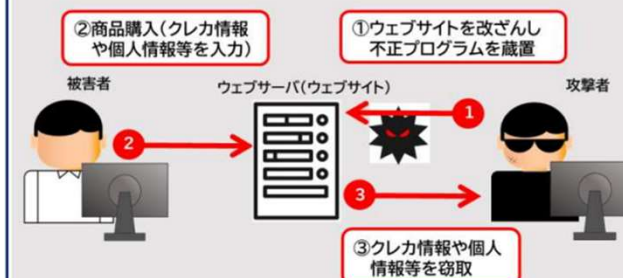 ②商品購入(クレカ情報
や個人情報等を入力)
①ウェブサイトを改ざんし
不正プログラムを蔵置
被害者
ウェブサーバ(ウェブサイト)
攻撃者
1
2
3
③クレカ情報や個人
情報等を窃取